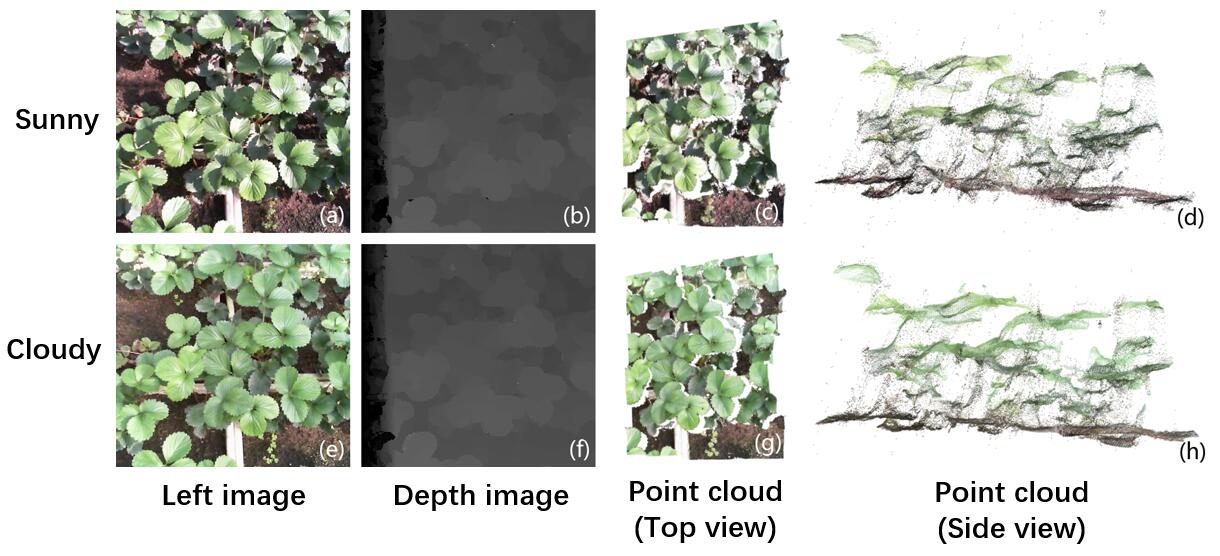 Sunny
(a)
(b)
(c)
(d)
Cloudy
(e)
(f)
(g)
(h)
Left image
Depth image
Point cloud
(Top view)
Point cloud
(Side view)